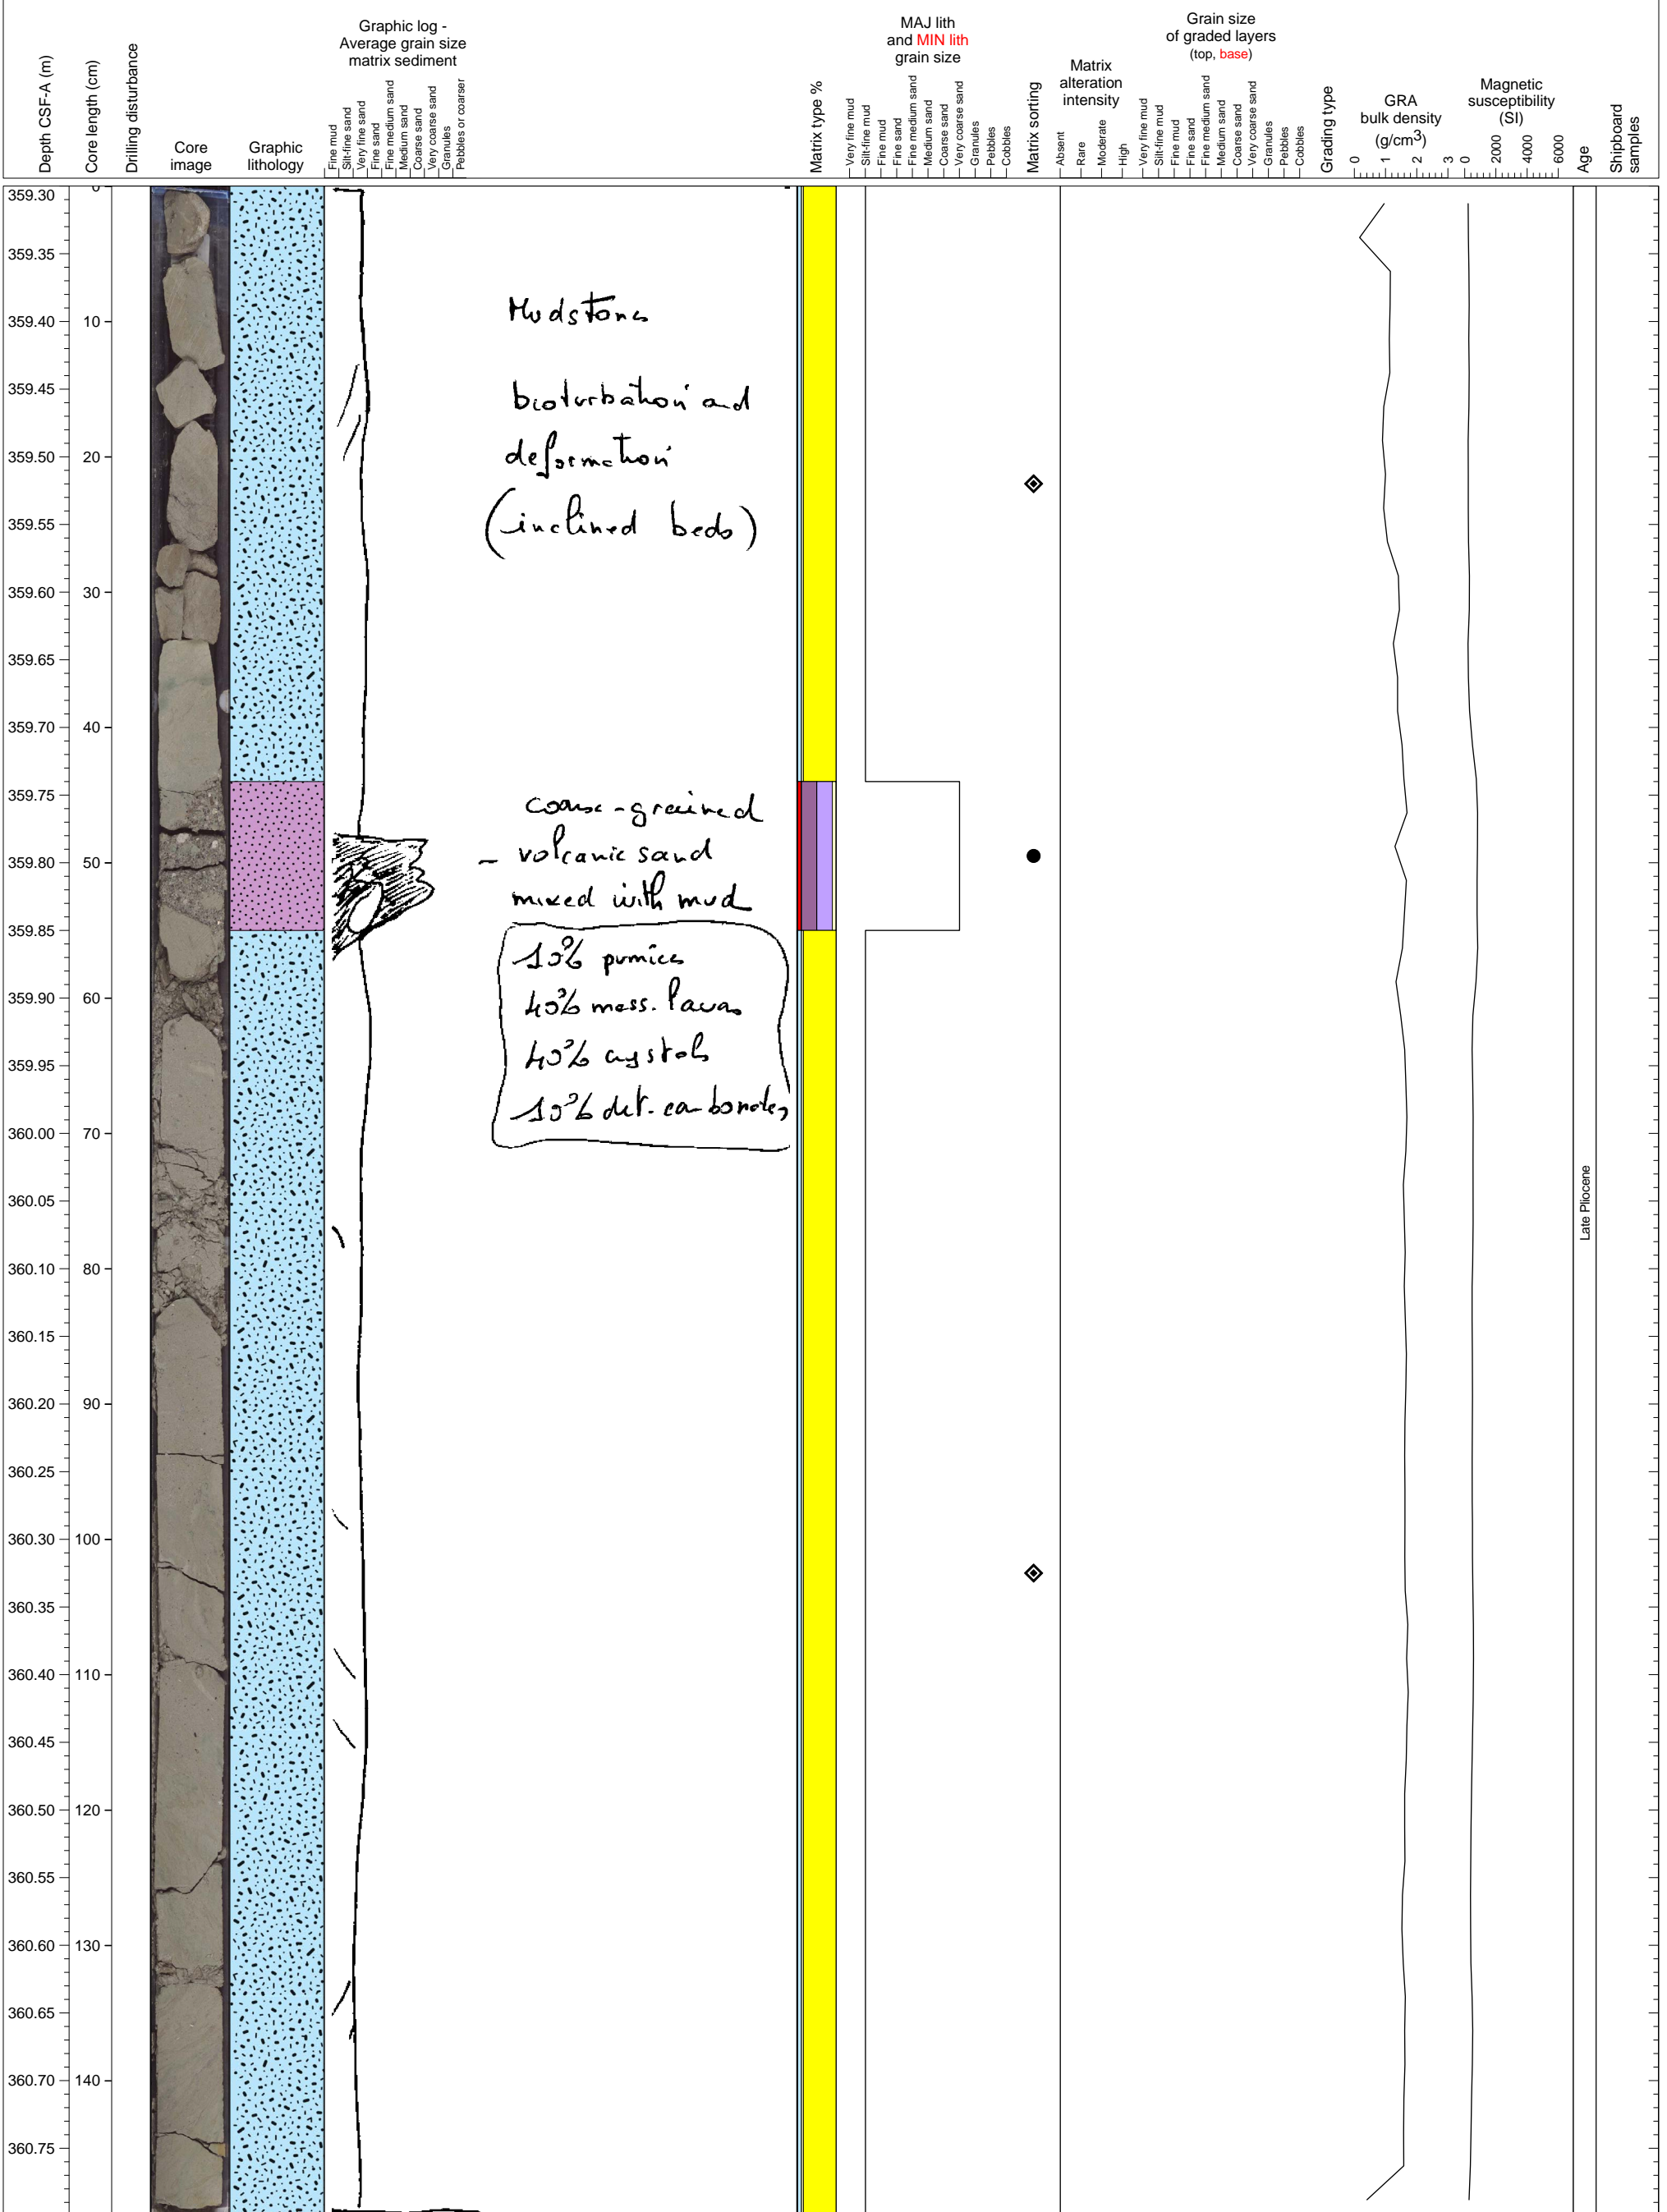 Graphic log -
Average grain size
matrix sediment
MAJ lith
and MIN lith
grain size
Grain size
of graded layers
(top, base)
Matrix
alteration
intensity
GRA
bulk density
(g/cm3)
Magnetic
susceptibility
(SI)
Depth CSF-A (m)
Core length (cm)
Drilling disturbance
Core
image
Graphic
lithology
Fine mud
Silt-fine sand
Very fine sand
Fine sand
Fine medium sand
Medium sand
Coarse sand
Very coarse sand
Granules
Pebbles or coarser
Matrix type %
Very fine mud
Silt-fine mud
Fine mud
Fine sand
Fine medium sand
Medium sand
Coarse sand
Very coarse sand
Granules
Pebbles
Cobbles
Matrix sorting
Absent
Rare
Moderate
High
Very fine mud
Silt-fine mud
Fine mud
Fine sand
Fine medium sand
Medium sand
Coarse sand
Very coarse sand
Granules
Pebbles
Cobbles
Grading type
0 1 2 3
0 2000 4000 6000
Age
Shipboard
samples
0
359.30
359.35
359.40 10
359.45
359.50 20
359.55
359.60 30
359.65
359.70 40
359.75
359.80 50
359.85
359.90 60
359.95
360.00 70
360.05
360.10 80
360.15
360.20 90
360.25
360.30 100
360.35
360.40 110
360.45
360.50 120
360.55
360.60 130
360.65
360.70 140
360.75
Mudstones
bioturbation and
deformation
(inclined beds)
coarse-grained
- volcanic sand
mixed with mud
10% pumices
40% mass. lavas
40% crystals
10% det. carbonates
Late Pliocene